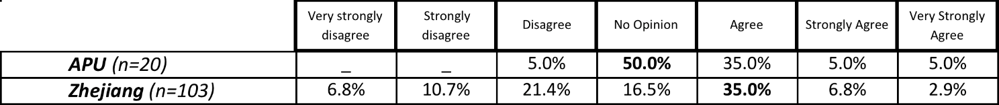 Very strongly disagree Strongly disagree Disagree No Opinion Agree Strongly Agree Very Strongly Agree
APU (n=20) _ _ 5.0% 50.0% 35.0% 5.0% 5.0%
Zhejiang (n=103) 6.8% 10.7% 21.4% 16.5% 35.0% 6.8% 2.9%